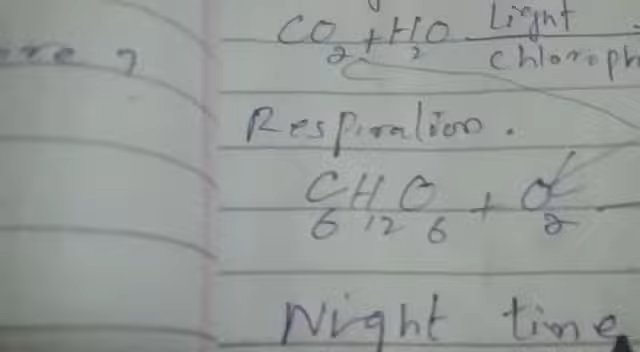 CO2 + H2O Light
chloroph
Respiration.
C6H12O6 + O2
Night time